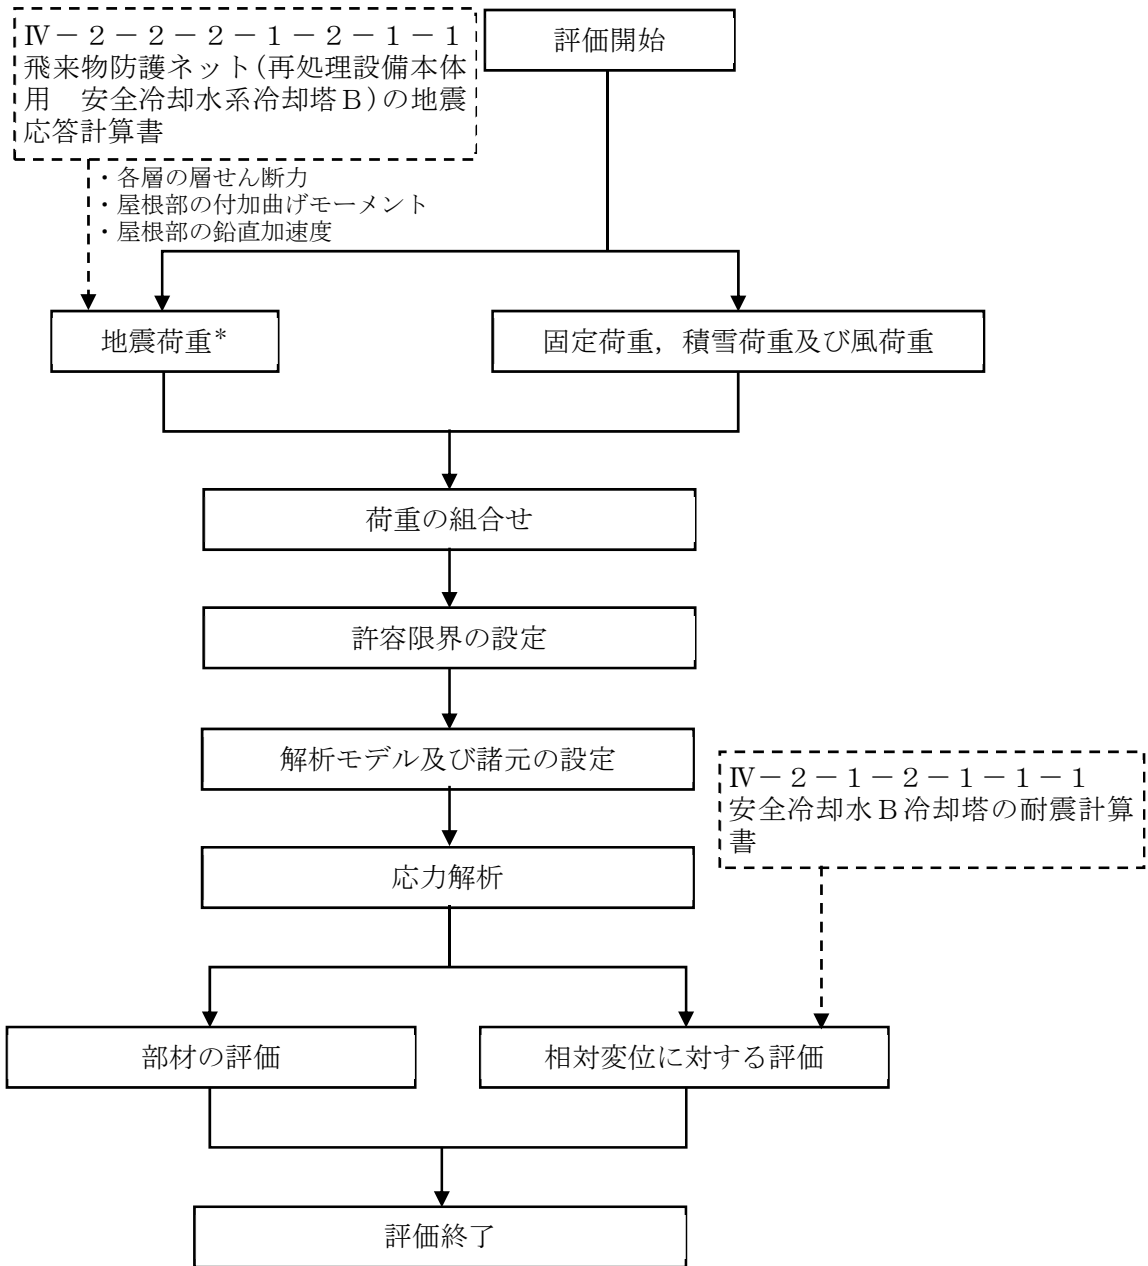 Ⅳ－２－２－２－１－２－１－１
飛来物防護ネット(再処理設備本体
用　安全冷却水系冷却塔Ｂ)の地震
応答計算書
評価開始
・各層の層せん断力
・屋根部の付加曲げモーメント
・屋根部の鉛直加速度
地震荷重*
固定荷重，積雪荷重及び風荷重
荷重の組合せ
許容限界の設定
解析モデル及び諸元の設定
Ⅳ－２－１－２－１－１－１
安全冷却水Ｂ冷却塔の耐震計算
書
応力解析
部材の評価
相対変位に対する評価
評価終了